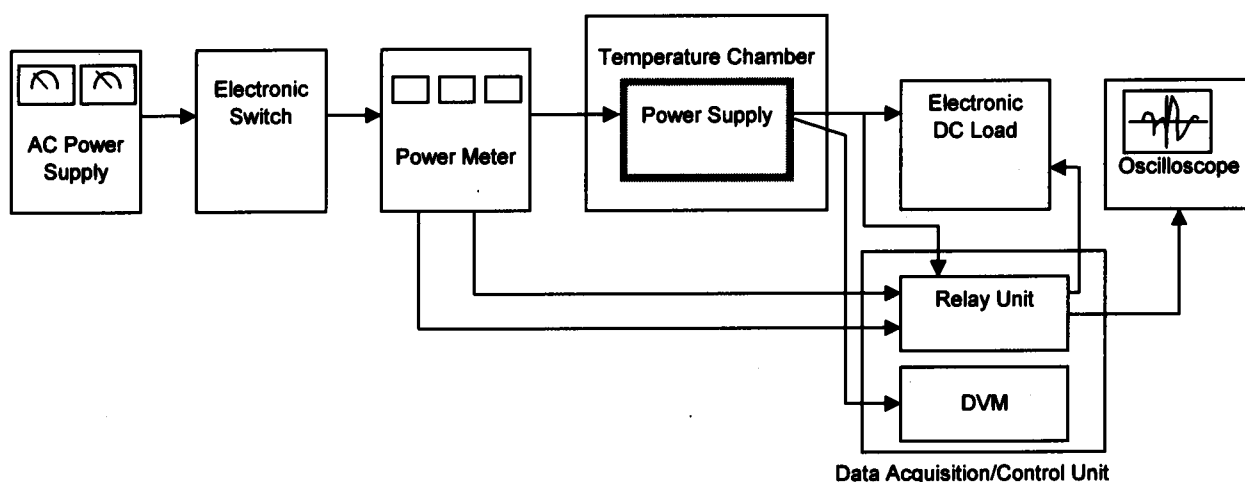 AC Power
Supply
Electronic
Switch
Power Meter
Temperature Chamber
Power Supply
Electronic
DC Load
Oscilloscope
Relay Unit
DVM
Data Acquisition/Control Unit